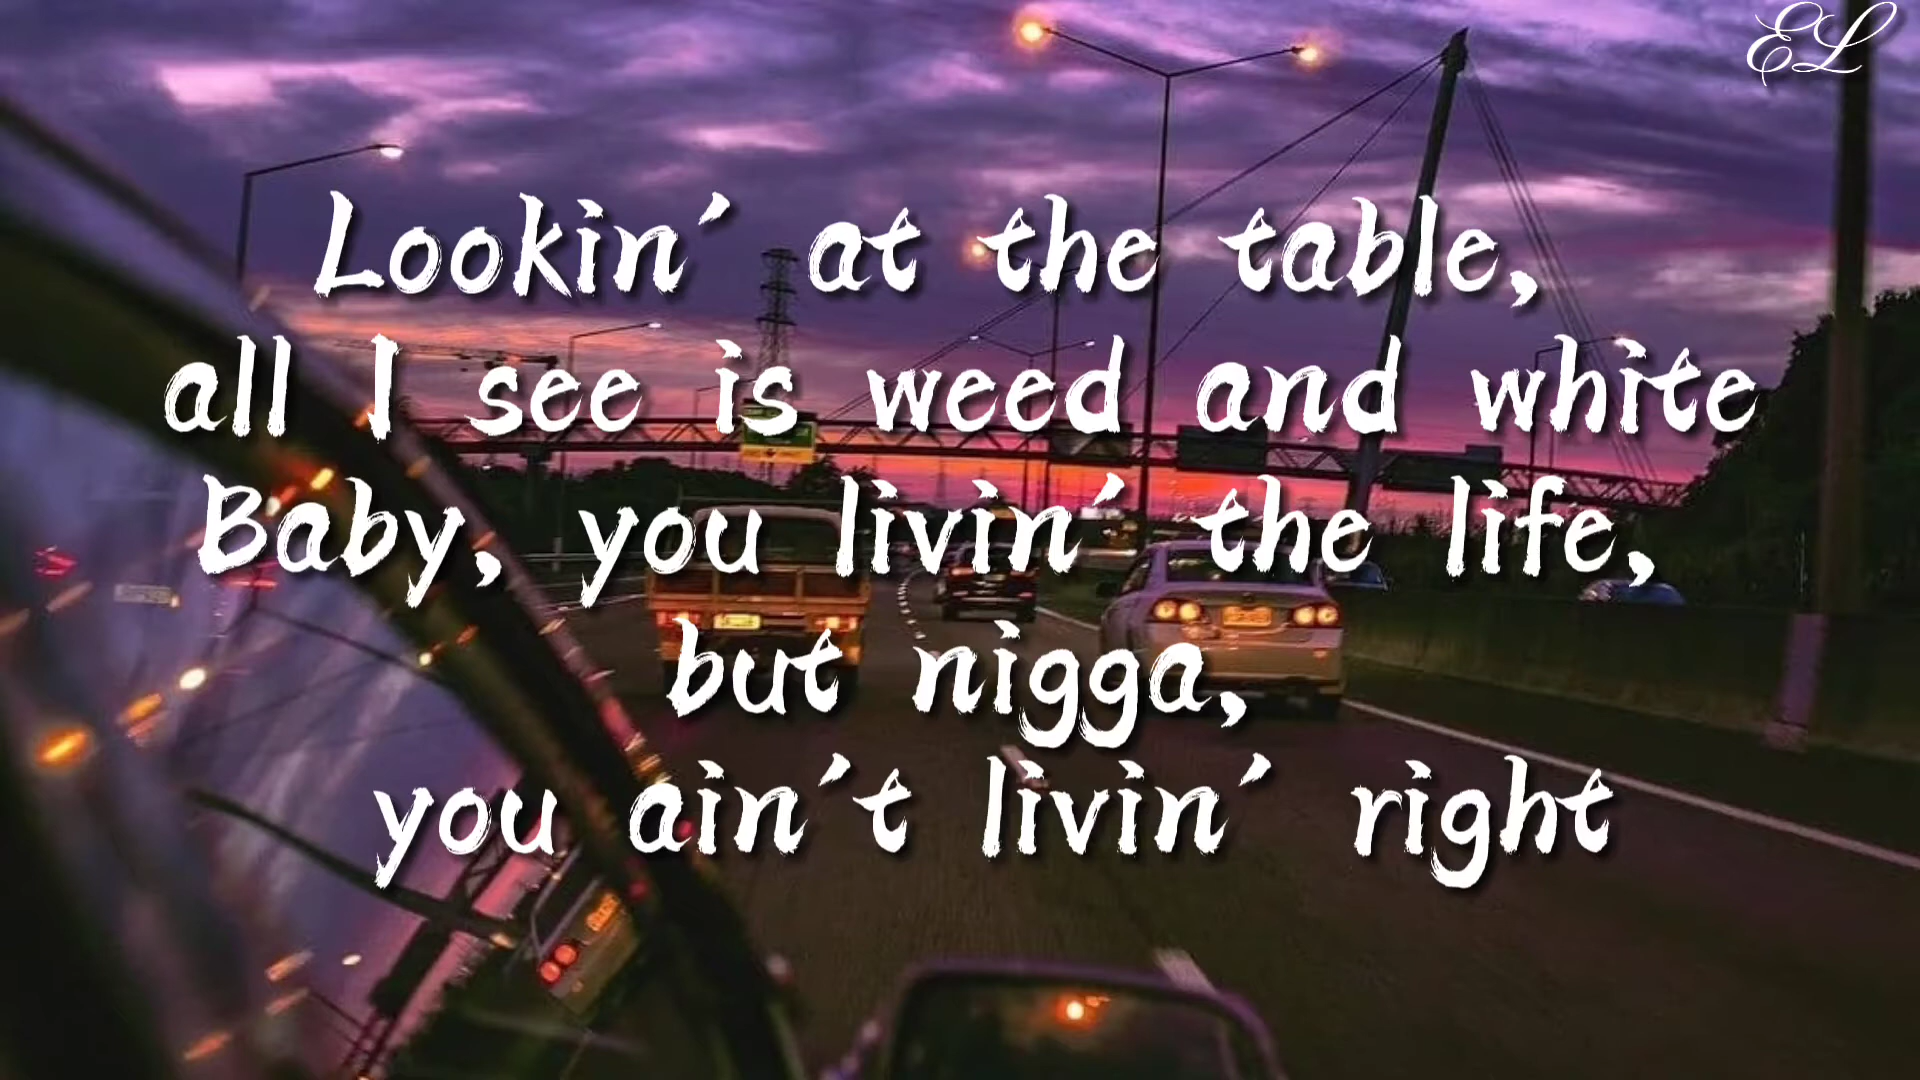 EL
Lookin' at the table,
all I see is weed and white
Baby, you livin' the life,
but nigga,
you ain't livin' right